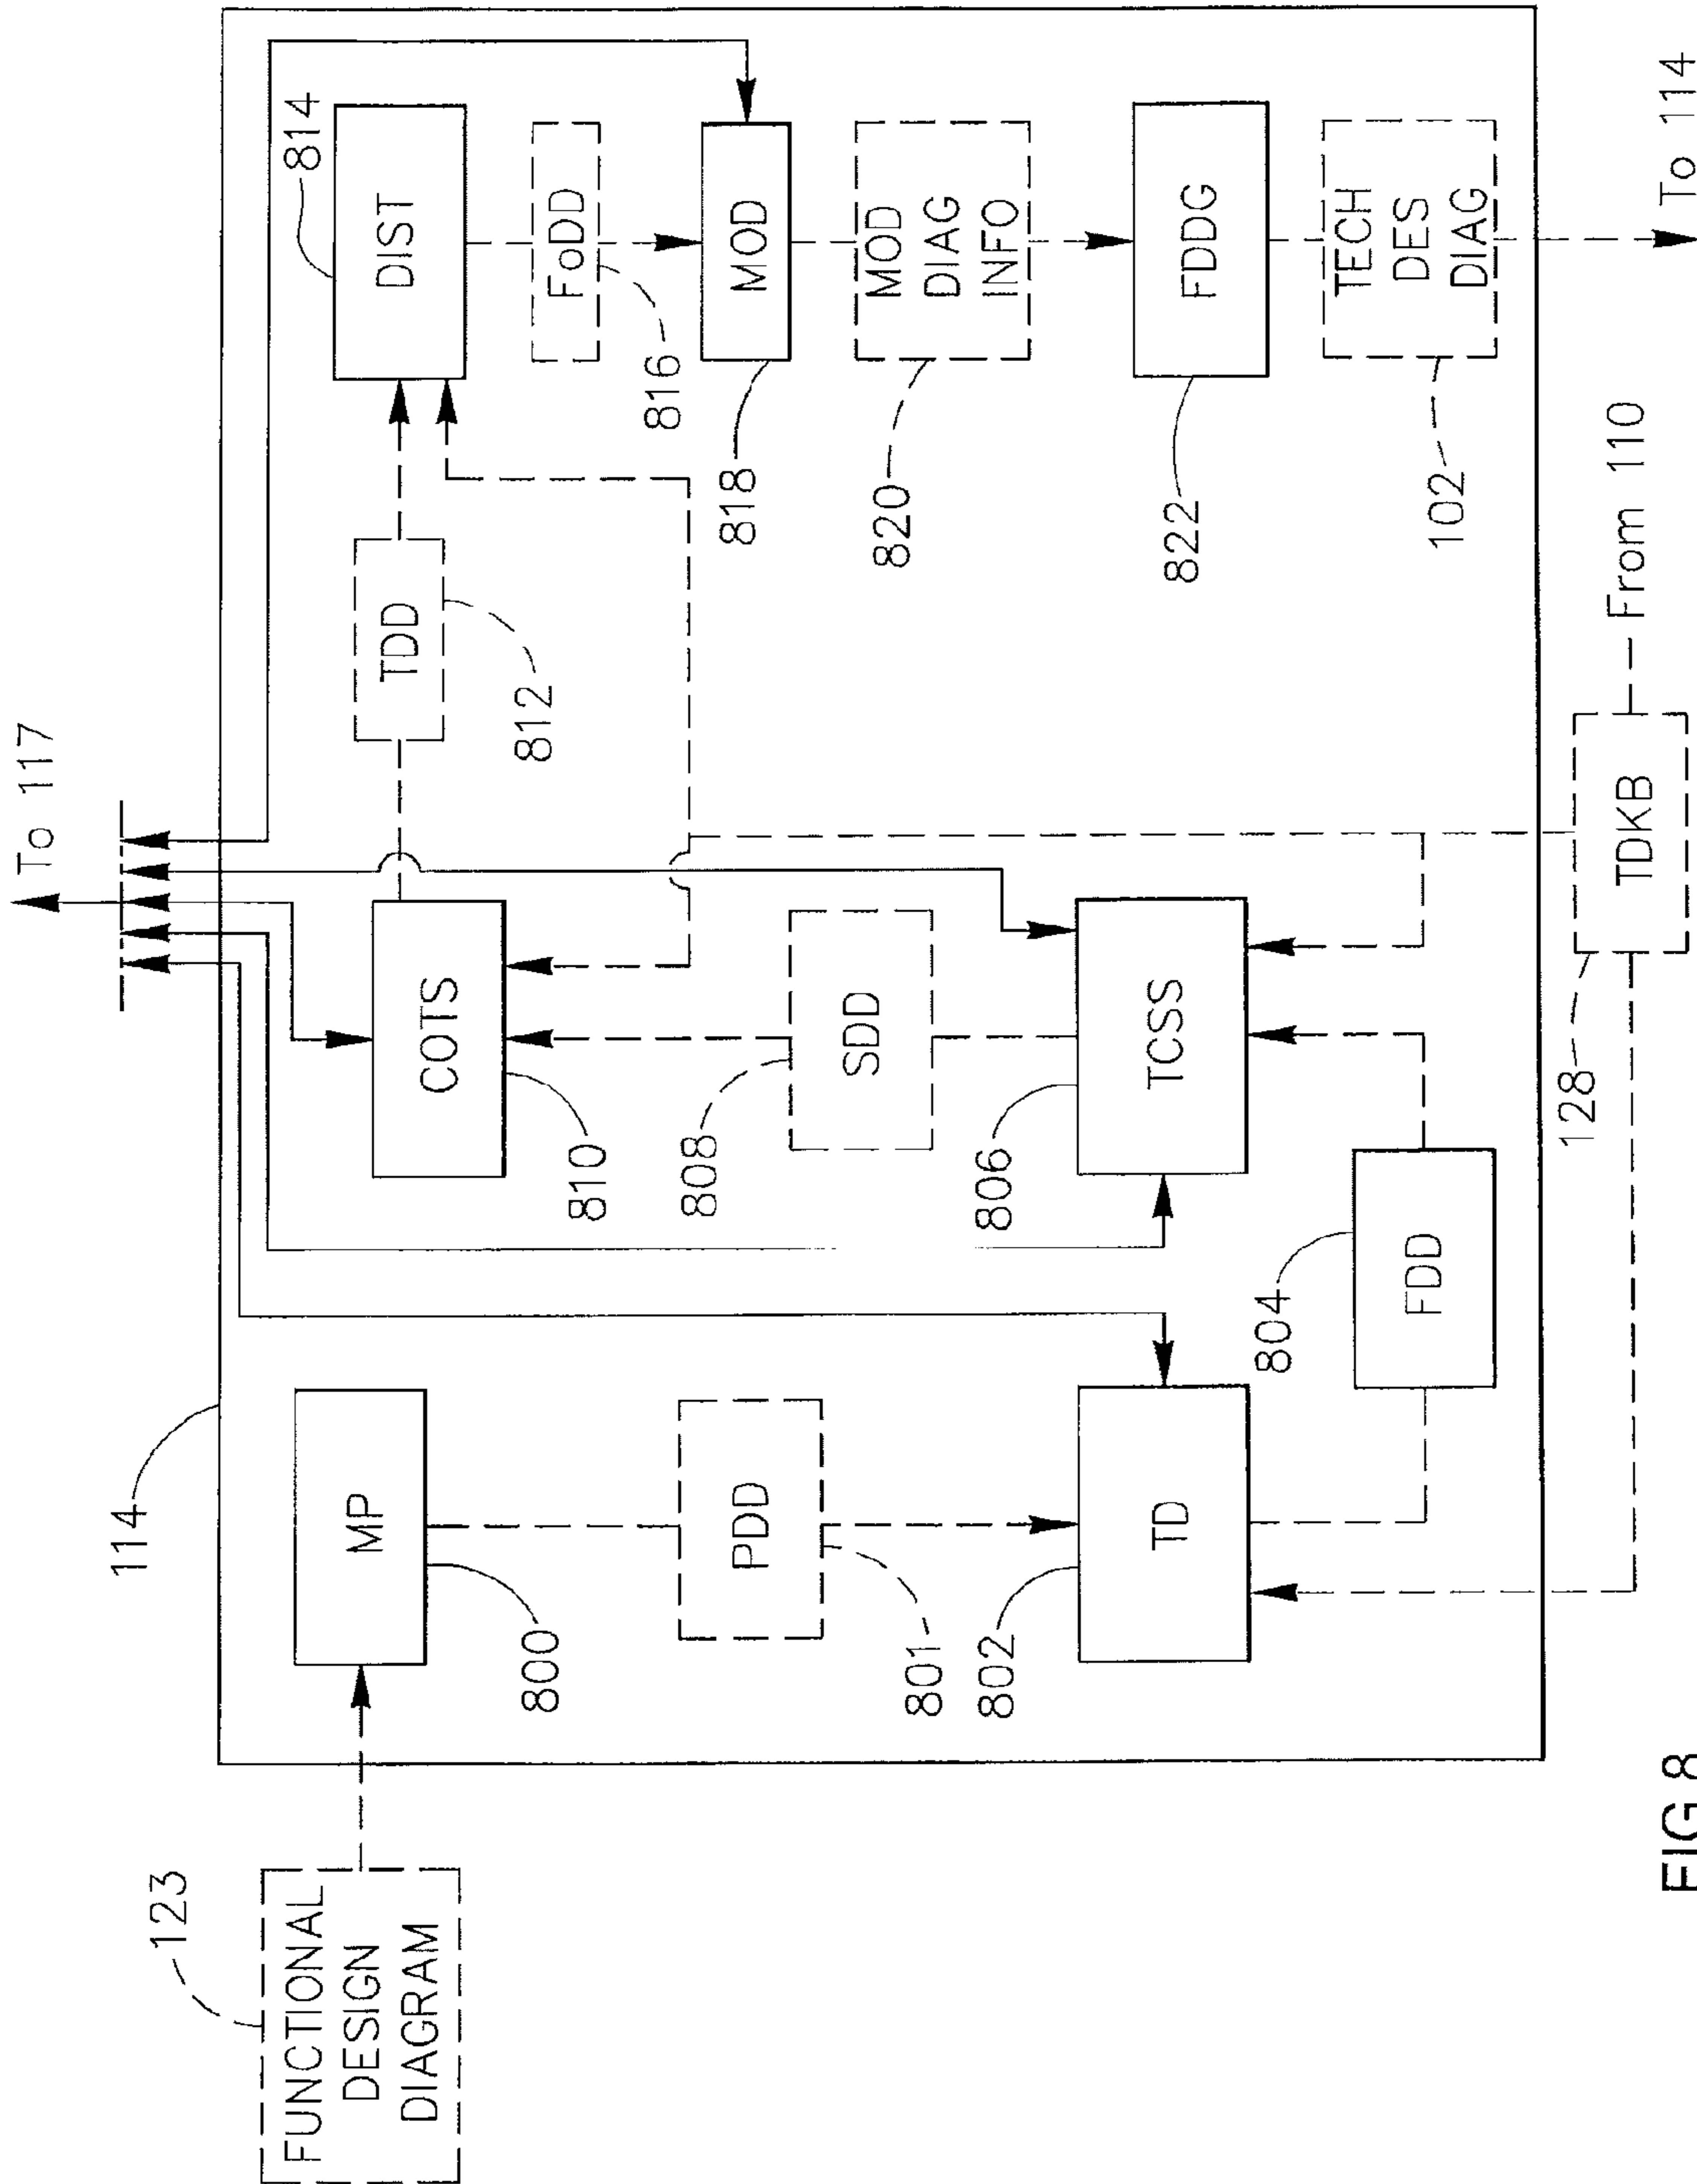 To 117
114
123
FUNCTIONAL
DESIGN
DIAGRAM
MP
800
PDD
801
TD
802
FDD
804
TCSS
806
SDD
808
COTS
810
TDD
812
DIST
814
FoDD
816
MOD
818
MOD
DIAG
INFO
820
FDDG
822
TECH
DES
DIAG
102
TDKB
128
From 110
To 114
FIG.8